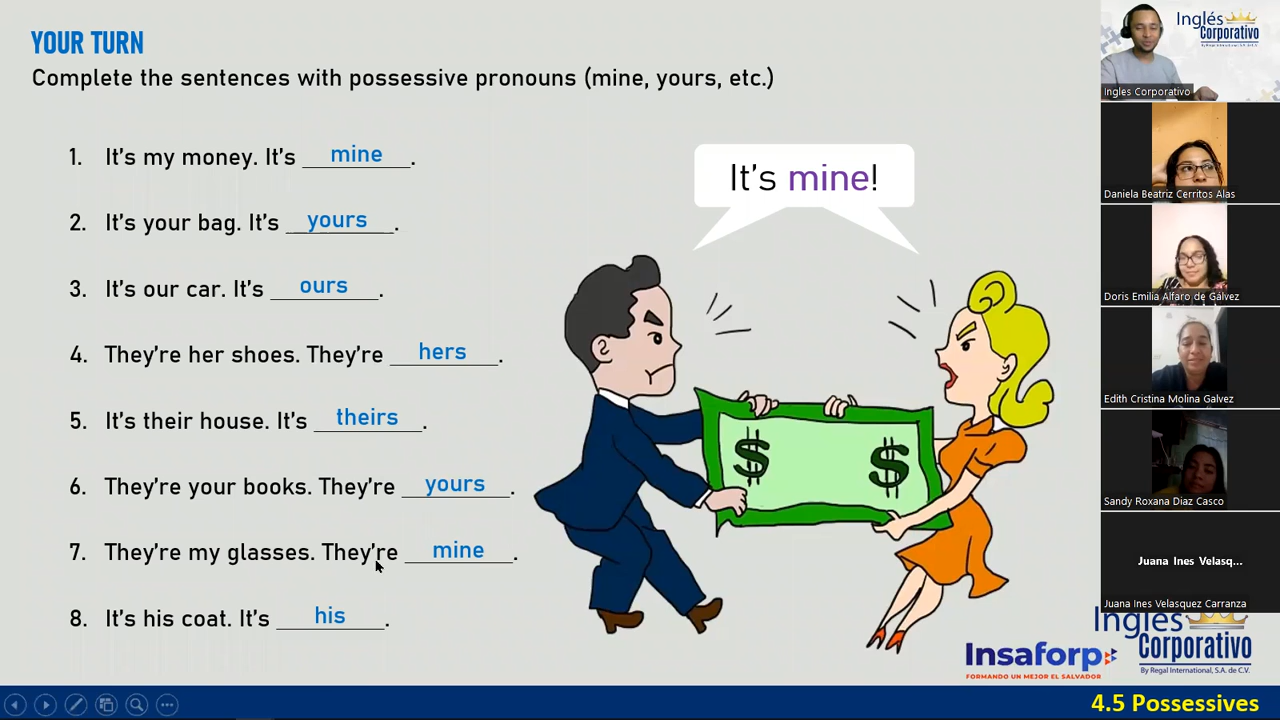 YOUR TURN
Complete the sentences with possessive pronouns (mine, yours, etc.)
1. It's my money. It's mine.
2. It's your bag. It's yours.
3. It's our car. It's ours.
4. They're her shoes. They're hers.
5. It's their house. It's theirs.
6. They're your books. They're yours.
7. They're my glasses. They're mine.
8. It's his coat. It's his.
It's mine!
$ $
Inglés
Corporativo
By Regal International, S.A. de C.V.
Ingles Corporativo
Daniela Beatriz Cerritos Alas
Doris Emilia Alfaro de Gálvez
Edith Cristina Molina Galvez
Sandy Roxana Diaz Casco
Juana Ines Velasq...
Juana Ines Velasquez Carranza
Insaforp
FORMANDO UN MEJOR EL SALVADOR
Inglés
Corporativo
By Regal International, S.A. de C.V.
4.5 Possessives